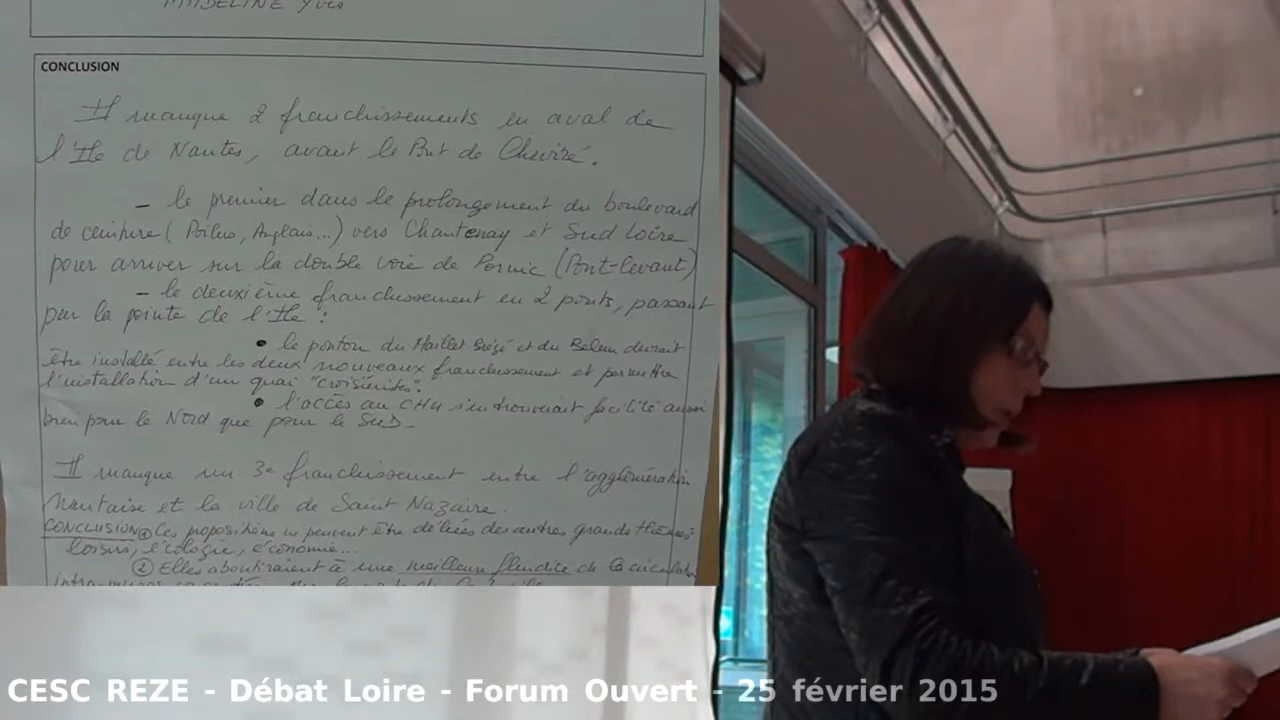 MADELINE Yves
CONCLUSION
Il manque 2 franchissements en aval de
l'Ile de Nantes, avant le Pont de Cheviré.
- le premier dans le prolongement du boulevard
de ceinture (Poilus, Anglais...) vers Chantenay et Sud Loire
pour arriver sur la double voie de Pornic (Pont-levant)
- le deuxième franchissement en 2 ponts, passant
par la pointe de l'Ile :
• le ponton du Maillet Brézé et du Belem devrait
être installé entre les deux nouveaux franchissement et permettre
l'installation d'un quai "croisiéristes".
• l'accès au CHU s'en trouverait facilité aussi
bien pour le Nord que pour le SuD-
Il manque un 3e franchissement entre l'agglomération
nantaise et la ville de Saint Nazaire.
CONCLUSION ① Ces propositions ne peuvent être déliées des autres grands thèmes:
loisirs, écologie, économie...
② Elles aboutiraient à une meilleure fluidité de la circulation
intra-muros
CESC REZE - Débat Loire - Forum Ouvert - 25 février 2015